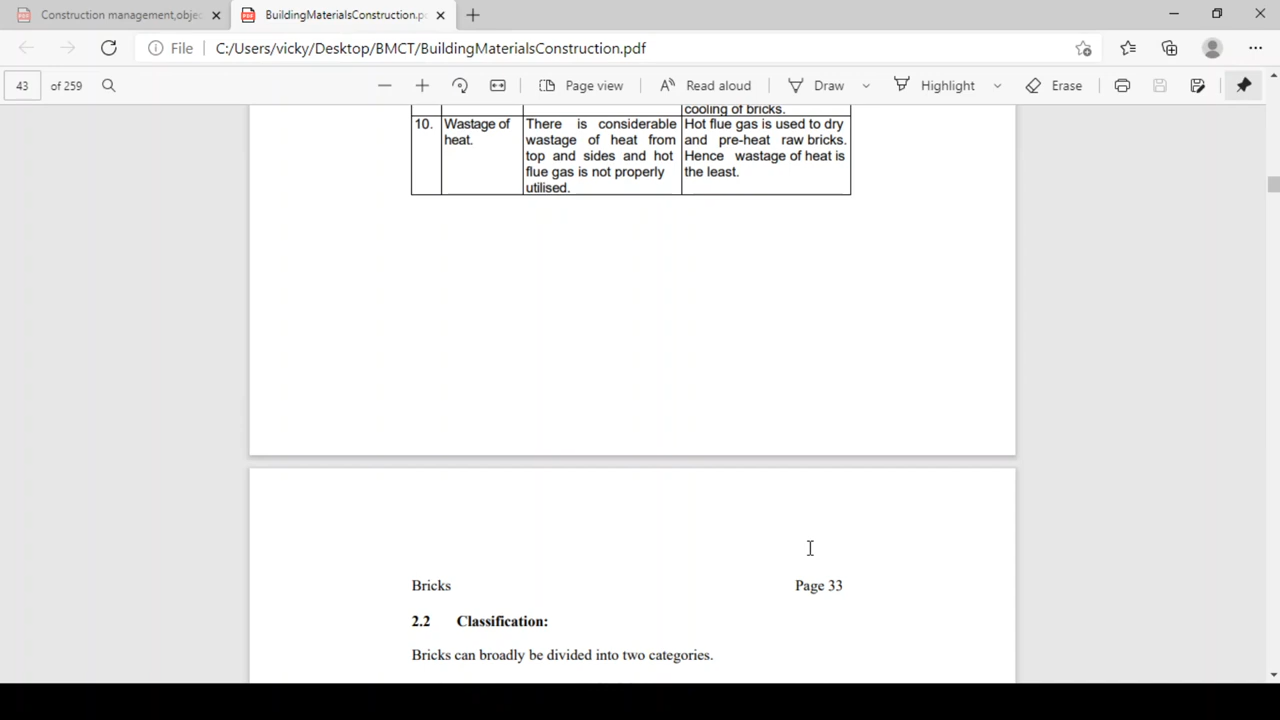 Construction management,objec
BuildingMaterialsConstruction.p
File
C:/Users/vicky/Desktop/BMCT/BuildingMaterialsConstruction.pdf
43 of 259
Page view
Read aloud
Draw
Highlight
Erase
cooling of bricks.
10. Wastage of heat. There is considerable wastage of heat from top and sides and hot flue gas is not properly utilised. Hot flue gas is used to dry and pre-heat raw bricks. Hence wastage of heat is the least.
Bricks Page 33
2.2 Classification:
Bricks can broadly be divided into two categories.